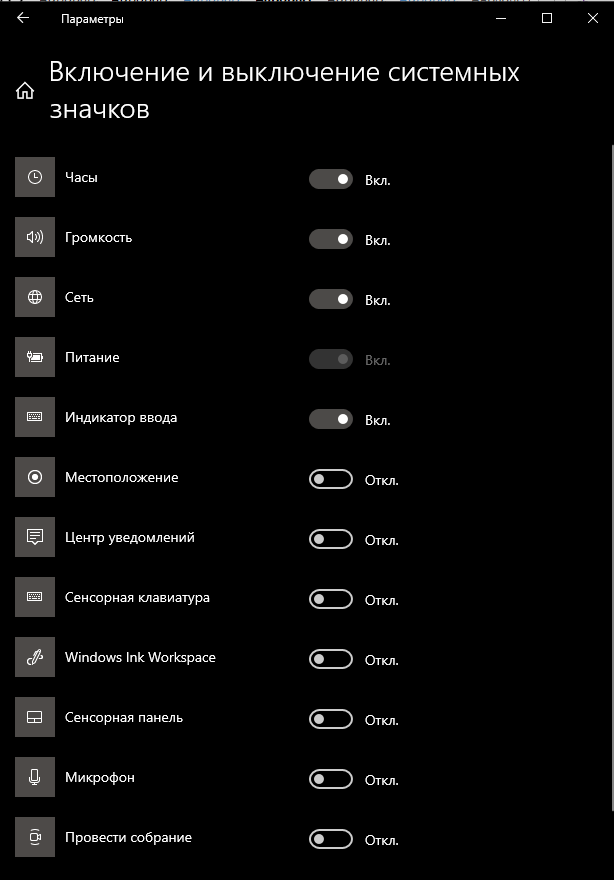 Параметры
Включение и выключение системных
значков
Часы Вкл.
Громкость Вкл.
Сеть Вкл.
Питание Вкл.
Индикатор ввода Вкл.
Местоположение Откл.
Центр уведомлений Откл.
Сенсорная клавиатура Откл.
Windows Ink Workspace Откл.
Сенсорная панель Откл.
Микрофон Откл.
Провести собрание Откл.